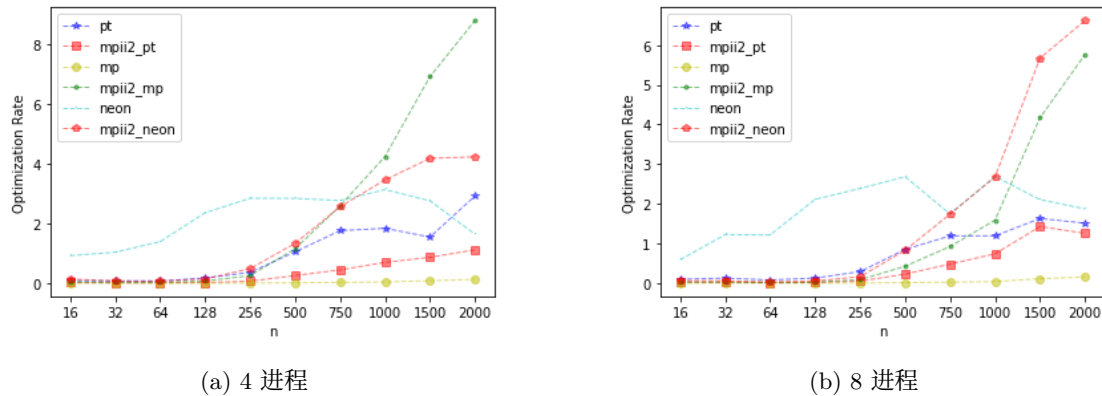 Optimization Rate
8
6
4
2
0
pt
mpii2_pt
mp
mpii2_mp
neon
mpii2_neon
16 32 64 128 256 500 750 1000 1500 2000
n
(a) 4 进程
Optimization Rate
6
5
4
3
2
1
0
pt
mpii2_pt
mp
mpii2_mp
neon
mpii2_neon
16 32 64 128 256 500 750 1000 1500 2000
n
(b) 8 进程